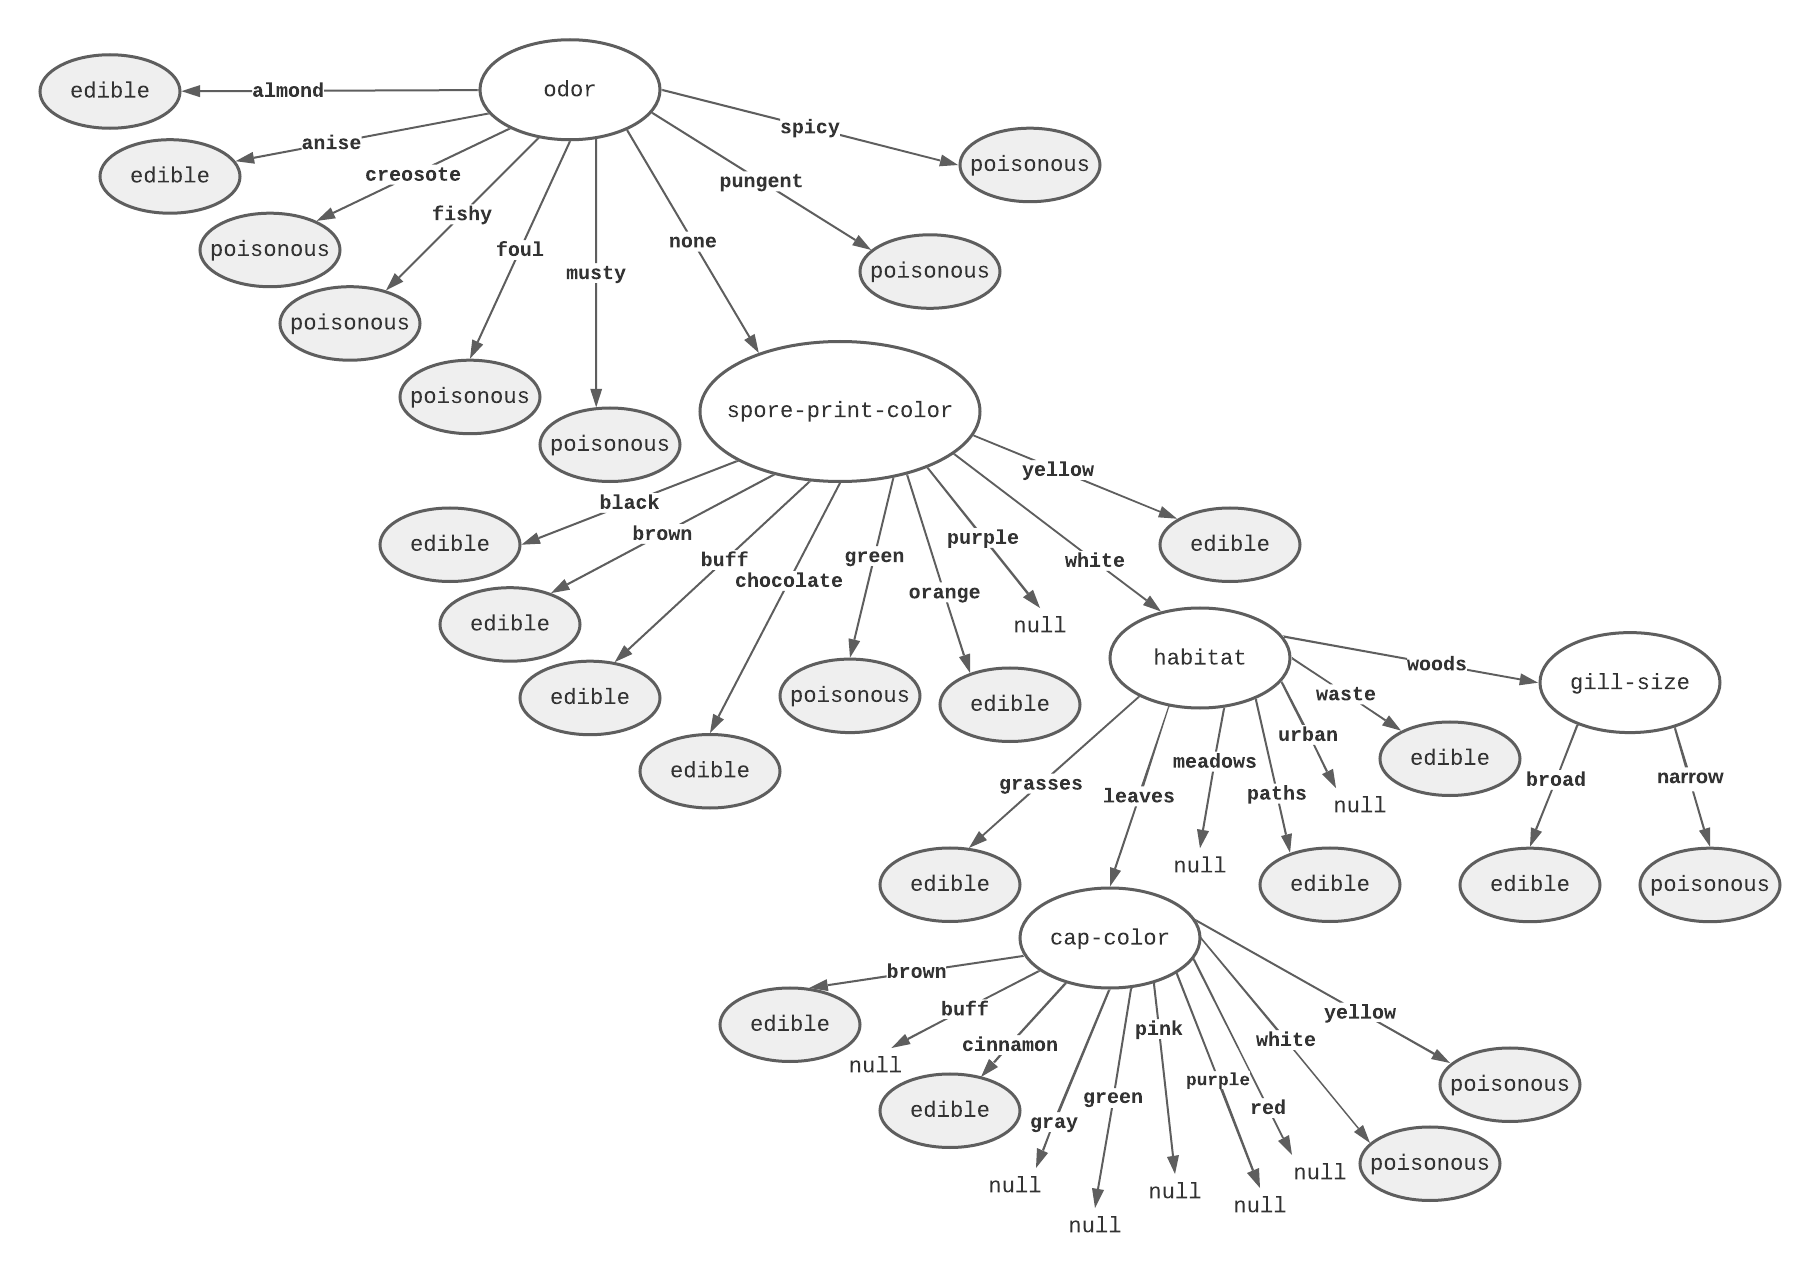 odor
edible
almond
spicy
anise
poisonous
edible
creosote
pungent
fishy
none
poisonous
foul
musty
poisonous
poisonous
poisonous
spore-print-color
poisonous
yellow
black
brown
purple
edible
buff
green
white
edible
chocolate
orange
null
edible
habitat
woods
gill-size
edible
poisonous
edible
waste
urban
edible
meadows
edible
broad
narrow
grasses
leaves
paths
null
null
edible
edible
edible
poisonous
cap-color
brown
buff
yellow
edible
pink
white
cinnamon
null
purple
poisonous
edible
green
red
gray
poisonous
null
null
null
null
null